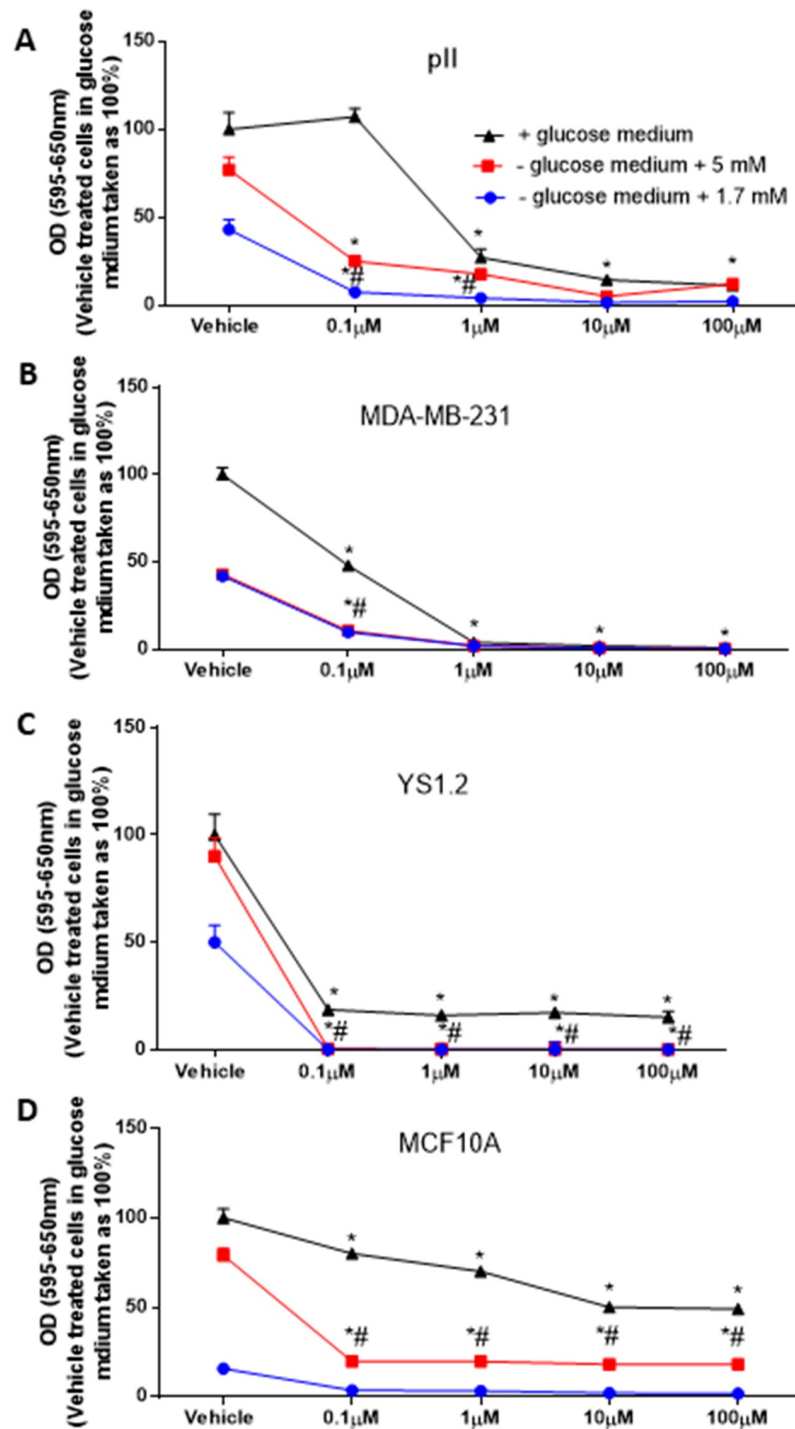 A
OD (595-650nm)
(Vehicle treated cells in glucose
mdium taken as 100%)
150
100
50
0
pII
+ glucose medium
- glucose medium + 5 mM
- glucose medium + 1.7 mM
*
*
*
*
*#
*#
Vehicle 0.1µM 1µM 10µM 100µM
B
OD (595-650nm)
(Vehicle treated cells in glucose
mdium taken as 100%)
150
100
50
0
MDA-MB-231
*
*#
*
*
*
Vehicle 0.1µM 1µM 10µM 100µM
C
OD (595-650nm)
(Vehicle treated cells in glucose
mdium taken as 100%)
150
100
50
0
YS1.2
* * * *
*# *# *# *#
Vehicle 0.1µM 1µM 10µM 100µM
D
OD (595-650nm)
(Vehicle treated cells in glucose
mdium taken as 100%)
150
100
50
0
MCF10A
* * * *
*# *# *# *#
Vehicle 0.1µM 1µM 10µM 100µM